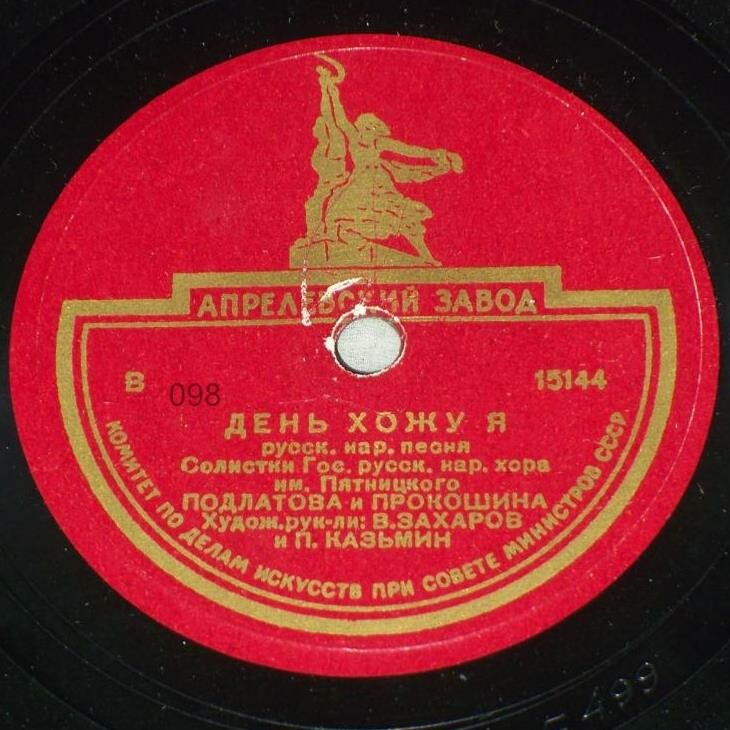 АПРЕЛЕВСКИЙ ЗАВОД
В 098 15144
ДЕНЬ ХОЖУ Я
русск. нар. песня
Солистки Гос. русск. нар. хора
им. Пятницкого
ПОДЛАТОВА и ПРОКОШИНА
Худож.рук-ли: В.ЗАХАРОВ
и П. КАЗЬМИН
КОМИТЕТ ПО ДЕЛАМ ИСКУССТВ ПРИ СОВЕТЕ МИНИСТРОВ СССР
499